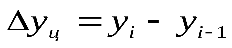 Δy_ц = y_i - y_{i-1}